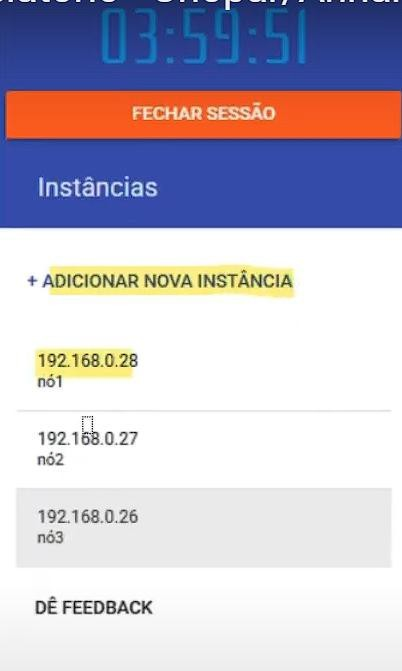 03:59:51
FECHAR SESSÃO
Instâncias
+ ADICIONAR NOVA INSTÂNCIA
192.168.0.28
nó1
192.168.0.27
nó2
192.168.0.26
nó3
DÊ FEEDBACK